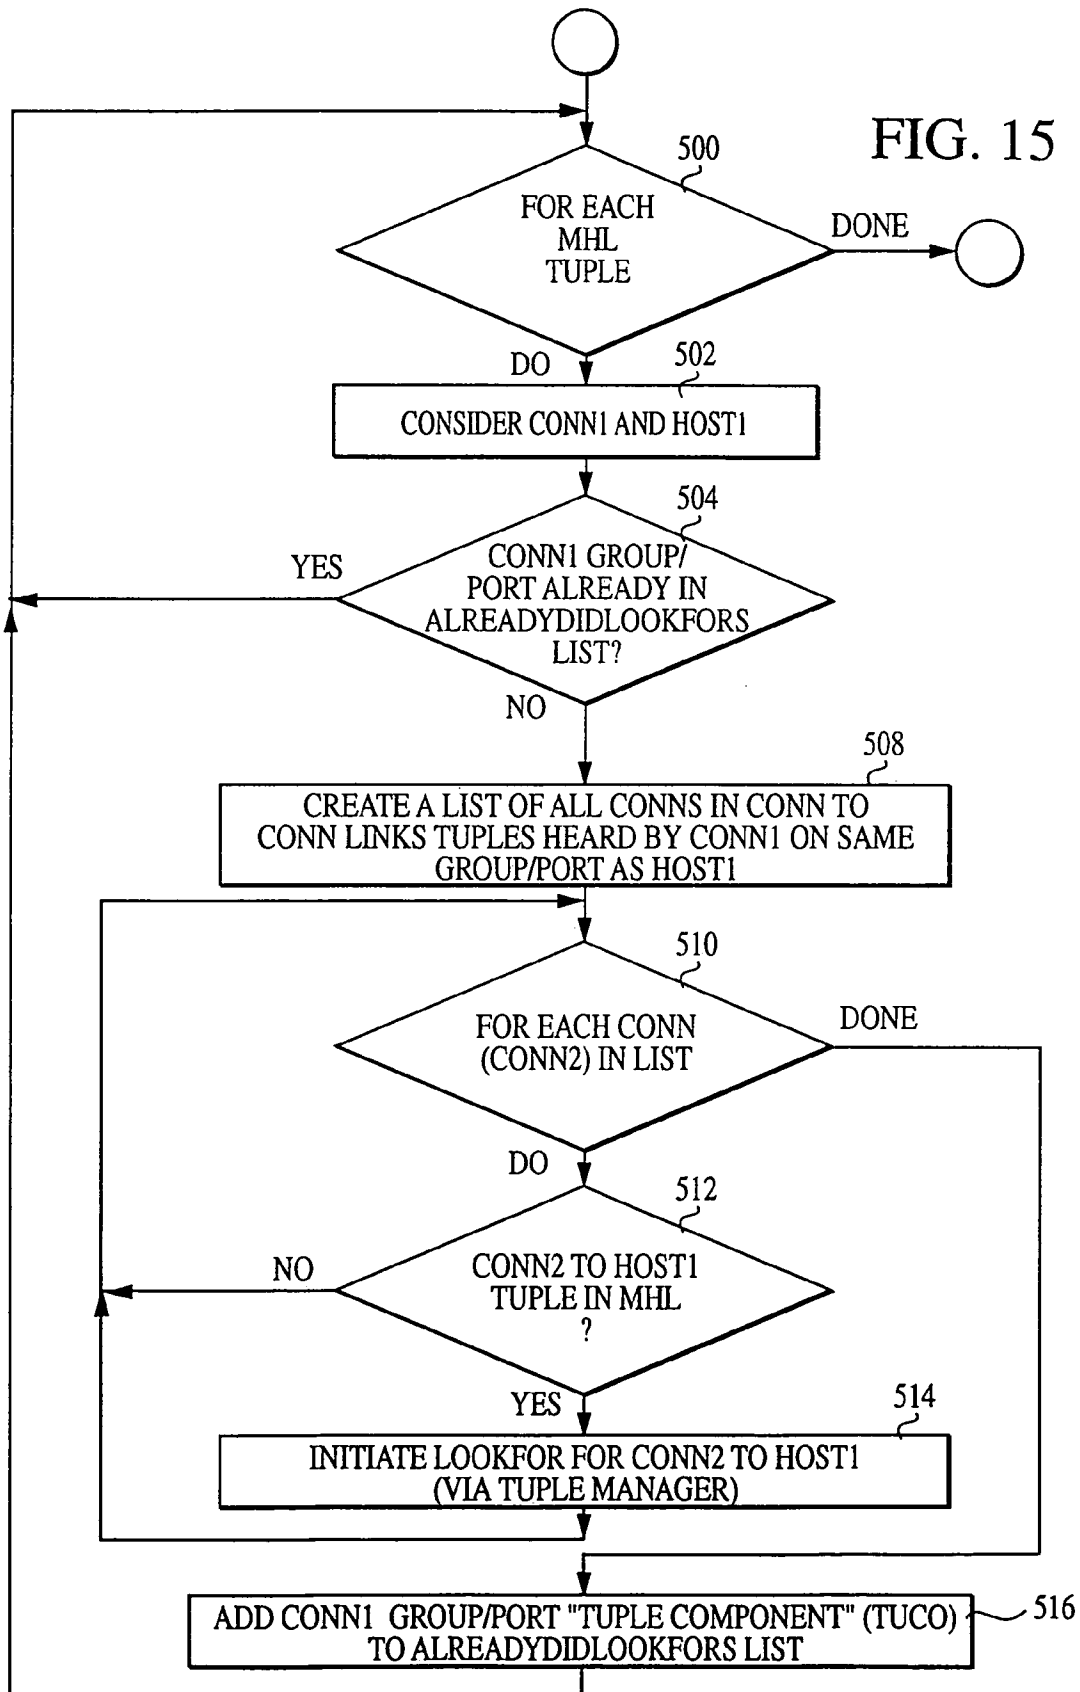 FIG. 15
500
FOR EACH
MHL
TUPLE
DONE
DO
502
CONSIDER CONN1 AND HOST1
504
YES
CONN1 GROUP/
PORT ALREADY IN
ALREADYDIDLOOKFORS
LIST?
NO
508
CREATE A LIST OF ALL CONNS IN CONN TO
CONN LINKS TUPLES HEARD BY CONN1 ON SAME
GROUP/PORT AS HOST1
510
FOR EACH CONN
(CONN2) IN LIST
DONE
DO
512
NO
CONN2 TO HOST1
TUPLE IN MHL
?
YES
514
INITIATE LOOKFOR FOR CONN2 TO HOST1
(VIA TUPLE MANAGER)
ADD CONN1 GROUP/PORT "TUPLE COMPONENT" (TUCO)
TO ALREADYDIDLOOKFORS LIST
516